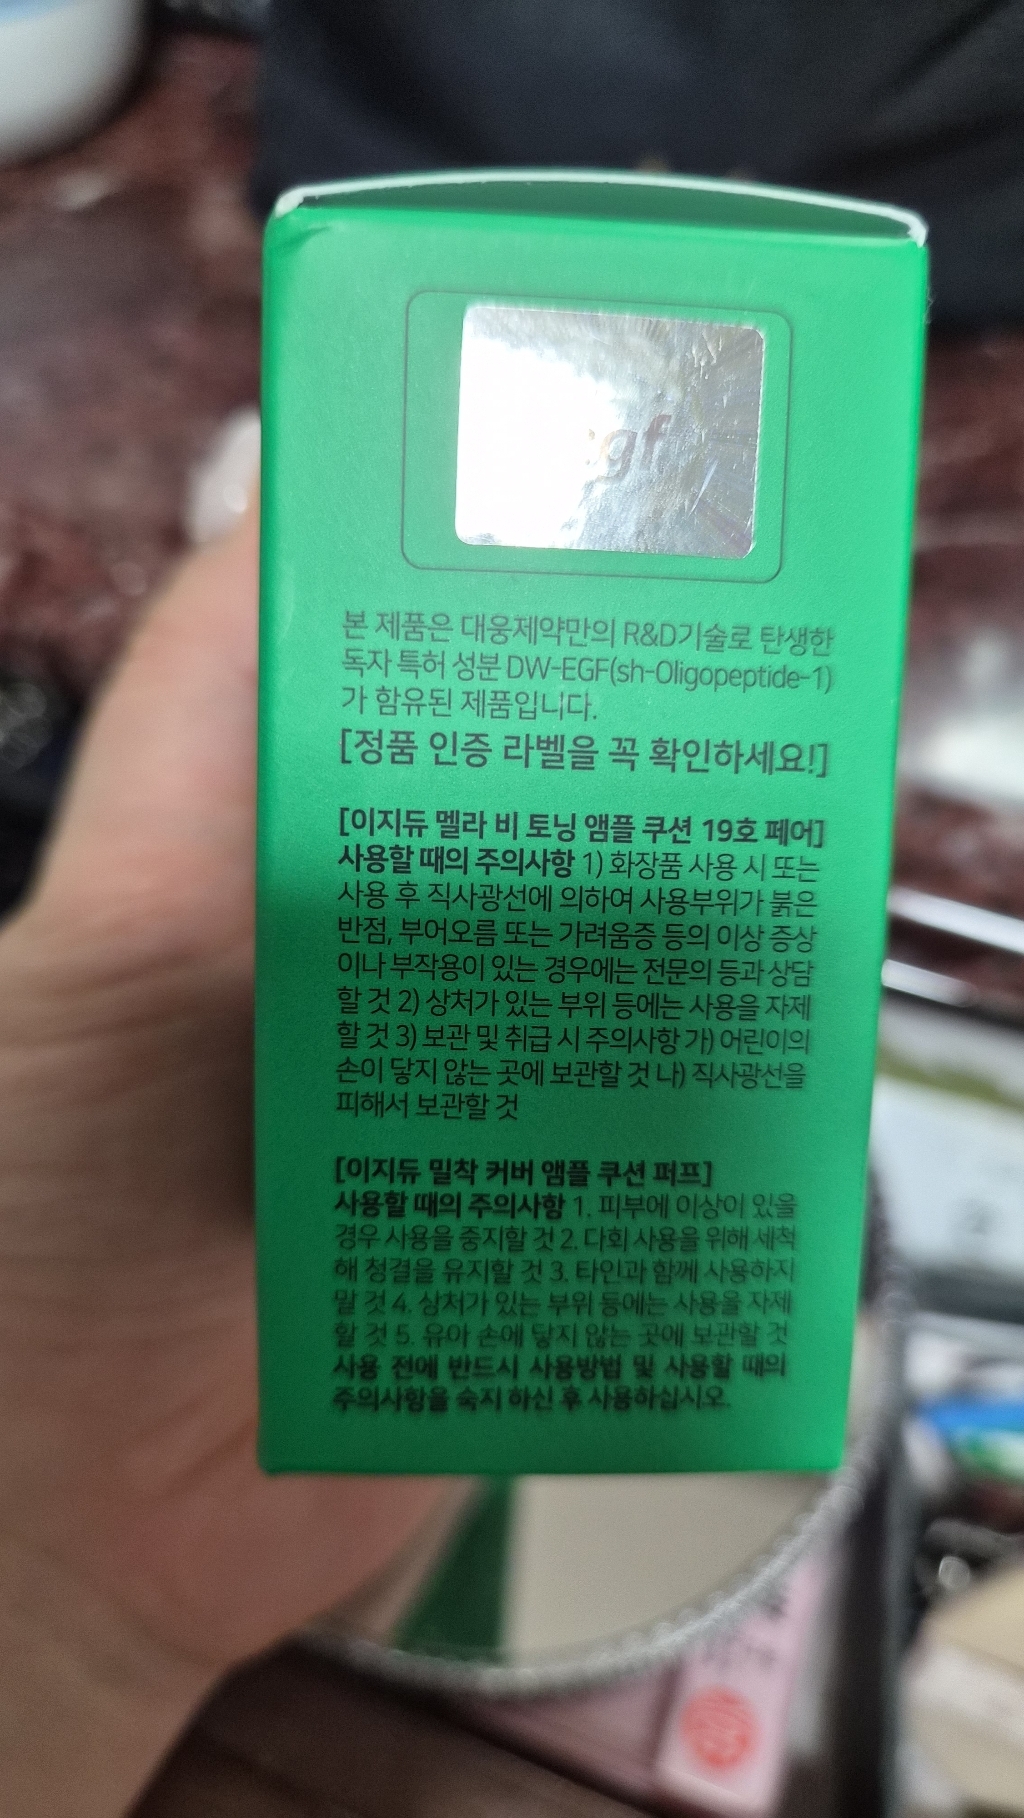 egf
본 제품은 대웅제약만의 R&D기술로 탄생한
독자 특허 성분 DW-EGF(sh-Oligopeptide-1)
가 함유된 제품입니다.
[정품 인증 라벨을 꼭 확인하세요!]
[이지듀 멜라 비 토닝 앰플 쿠션 19호 페어]
사용할 때의 주의사항 1) 화장품 사용 시 또는
사용 후 직사광선에 의하여 사용부위가 붉은
반점, 부어오름 또는 가려움증 등의 이상 증상
이나 부작용이 있는 경우에는 전문의 등과 상담
할 것 2) 상처가 있는 부위 등에는 사용을 자제
할 것 3) 보관 및 취급 시 주의사항 가) 어린이의
손이 닿지 않는 곳에 보관할 것 나) 직사광선을
피해서 보관할 것
[이지듀 밀착 커버 앰플 쿠션 퍼프]
사용할 때의 주의사항 1. 피부에 이상이 있을
경우 사용을 중지할 것 2. 다회 사용을 위해 세척
해 청결을 유지할 것 3. 타인과 함께 사용하지
말 것 4. 상처가 있는 부위 등에는 사용을 자제
할 것 5. 유아 손에 닿지 않는 곳에 보관할 것
사용 전에 반드시 사용방법 및 사용할 때의
주의사항을 숙지 하신 후 사용하십시오.